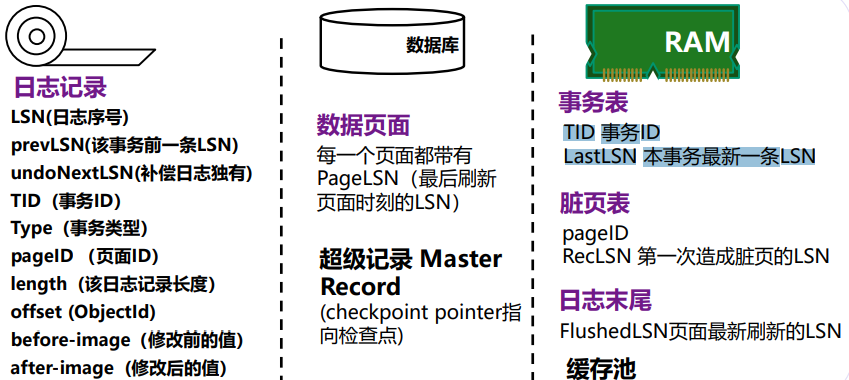 日志记录
LSN(日志序号)
prevLSN(该事务前一条LSN)
undoNextLSN(补偿日志独有)
TID（事务ID）
Type（事务类型）
pageID （页面ID）
length（该日志记录长度）
offset (ObjectId)
before-image（修改前的值）
after-image（修改后的值）
数据库
数据页面
每一个页面都带有
PageLSN（最后刷新
页面时刻的LSN）
超级记录 Master
Record
(checkpoint pointer指
向检查点)
RAM
事务表
TID 事务ID
LastLSN 本事务最新一条LSN
脏页表
pageID
RecLSN 第一次造成脏页的LSN
日志末尾
FlushedLSN页面最新刷新的LSN
缓存池